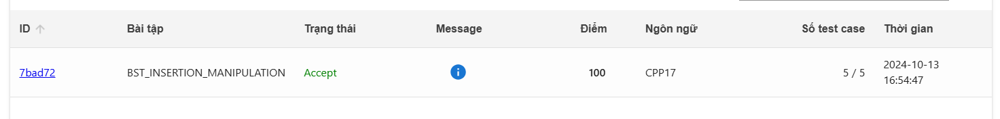 ID Bài tập Trạng thái Message Điểm Ngôn ngữ Số test case Thời gian
7bad72 BST_INSERTION_MANIPULATION Accept 100 CPP17 5 / 5 2024-10-13
16:54:47